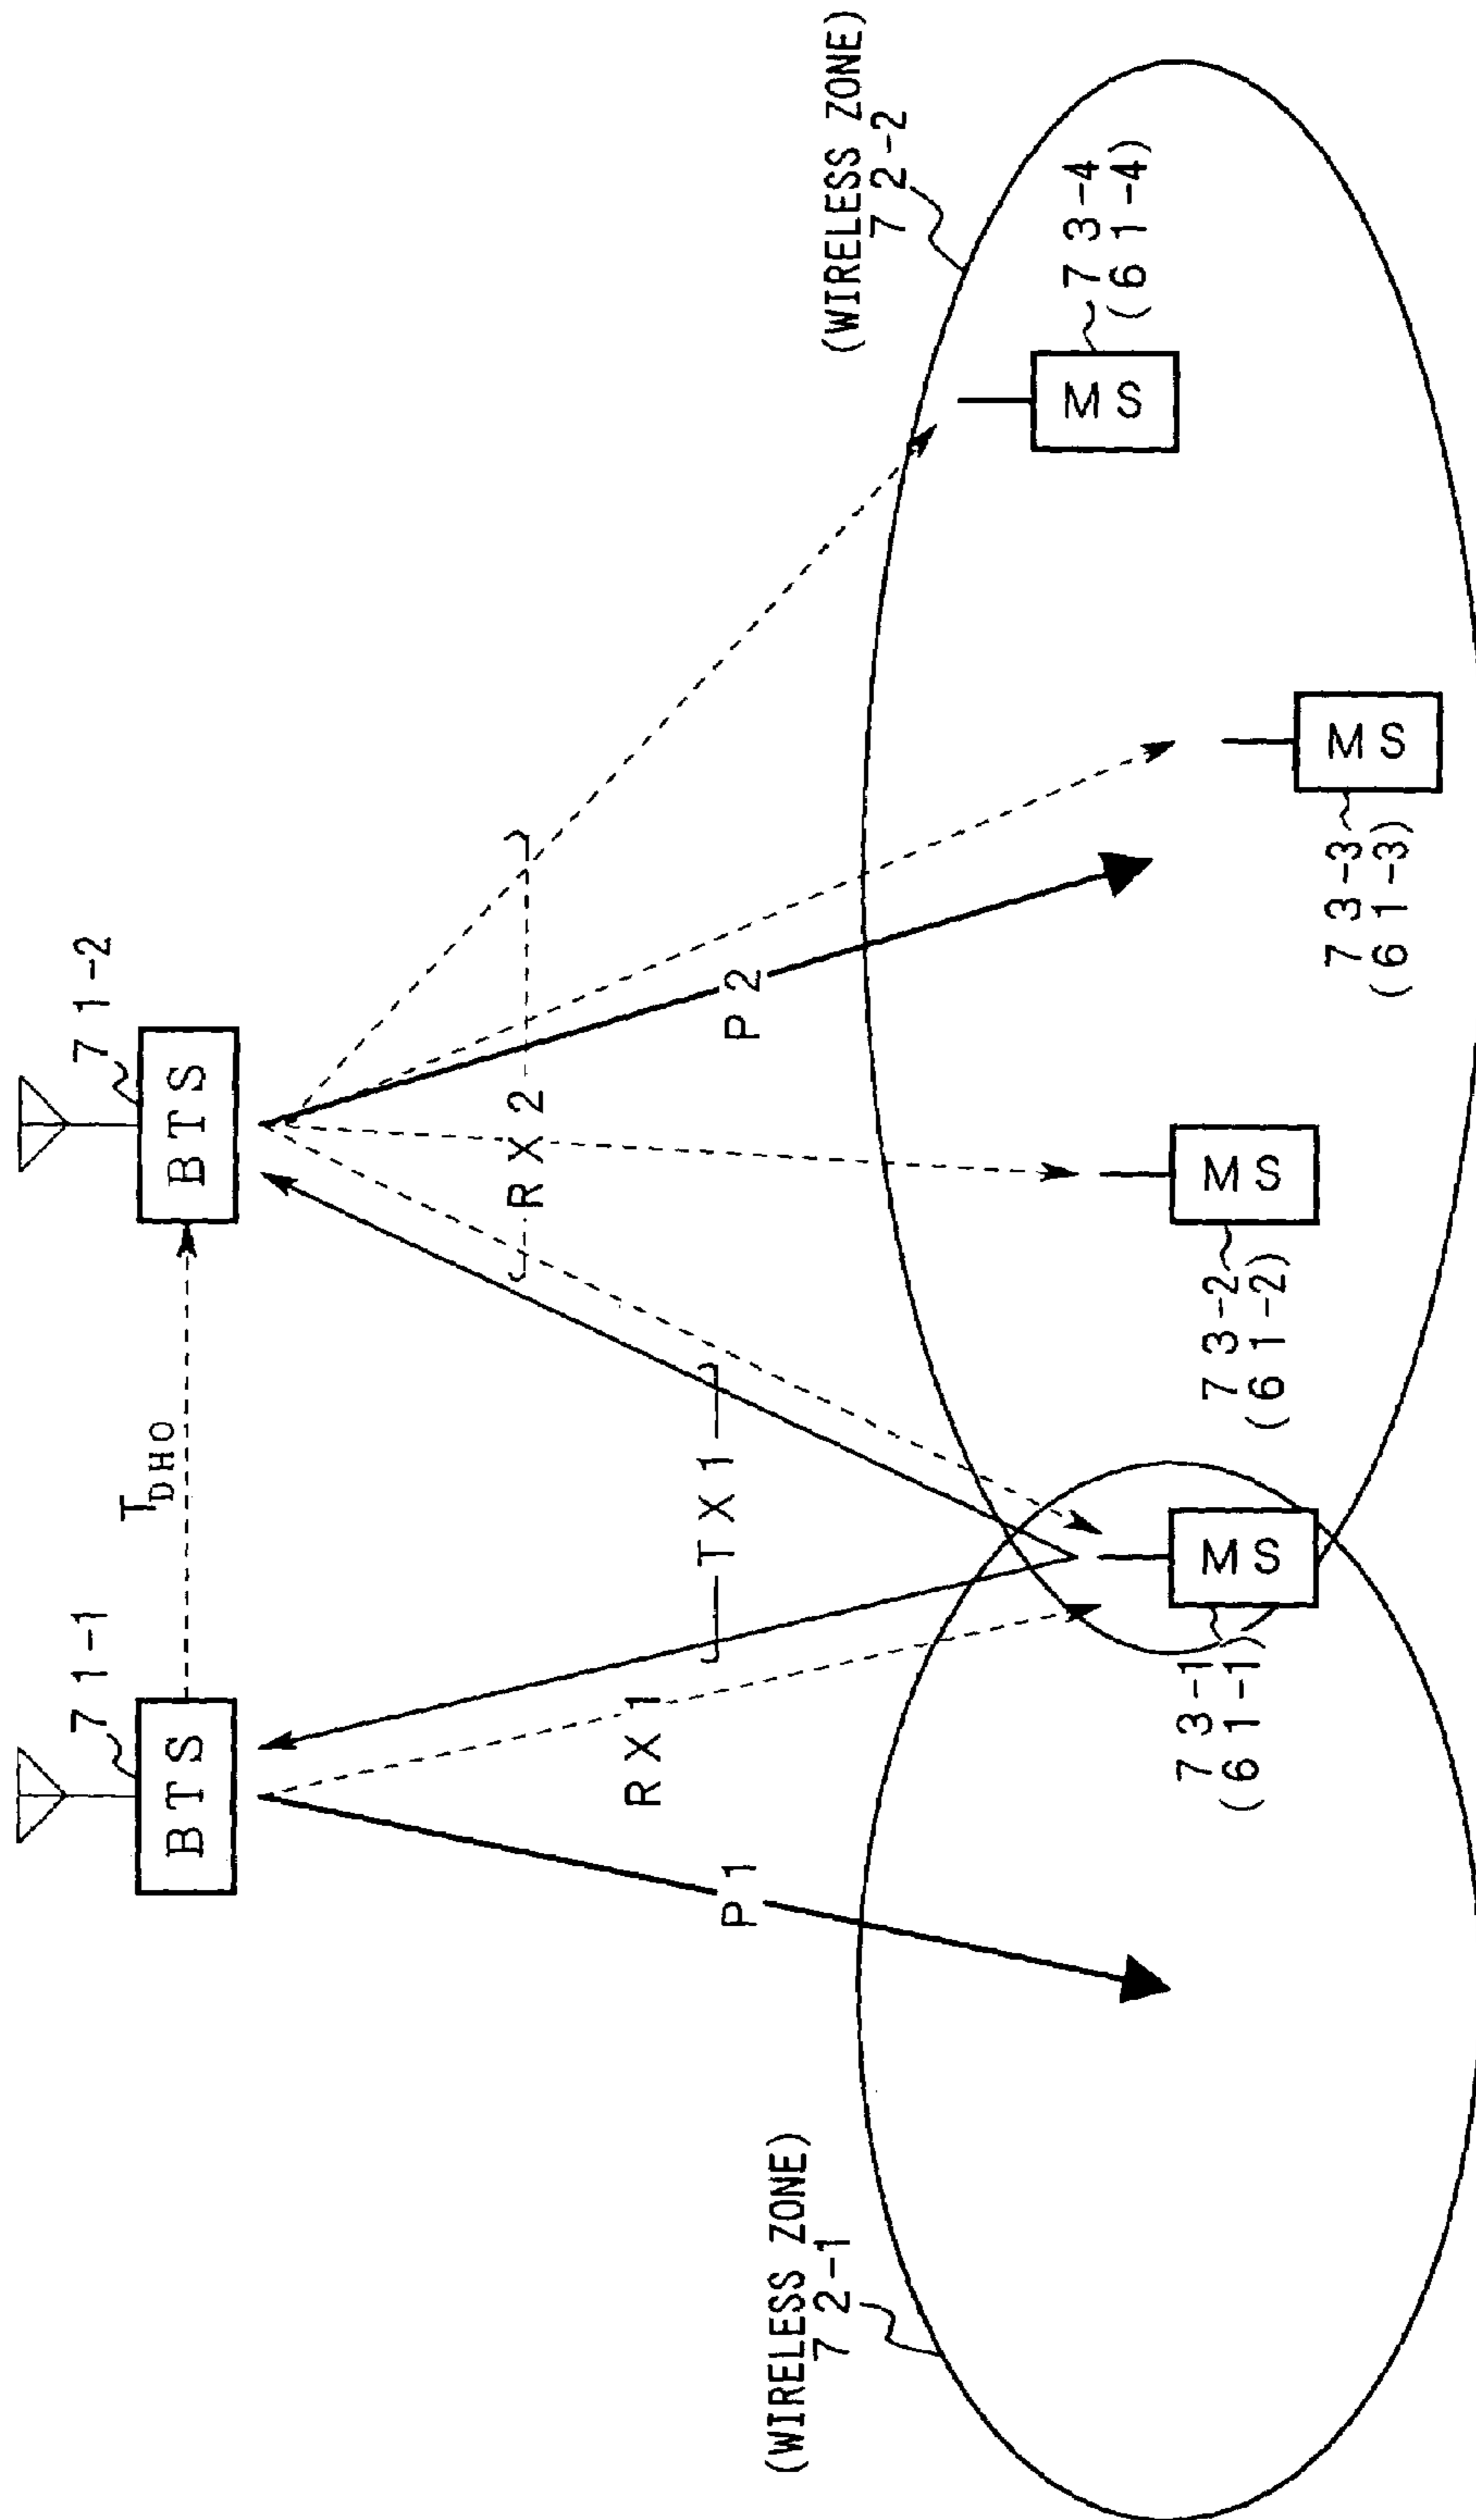 71-1
BTS
T_DHO
71-2
BTS
RX1
TX1
RX2
P1
P2
(WIRELESS ZONE)
72-1
(WIRELESS ZONE)
72-2
MS
73-1
(61-1)
MS
73-2
(61-2)
MS
73-3
(61-3)
MS
73-4
(61-4)